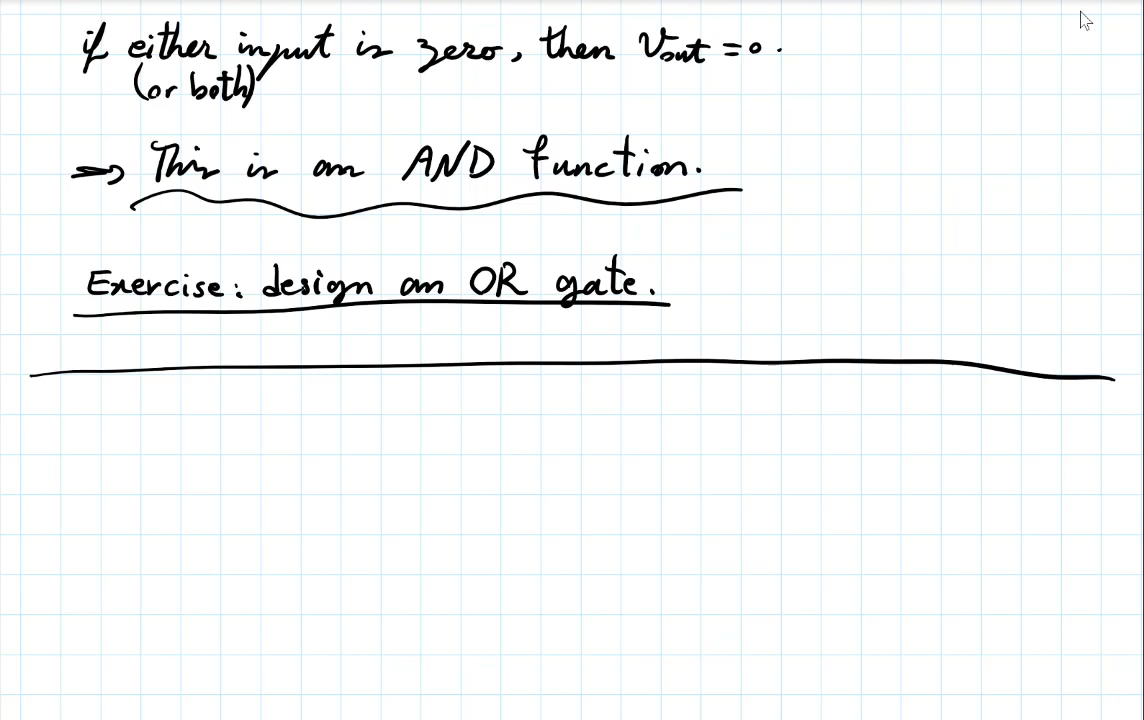 if either input is zero, then Vout = 0.
(or both)
⇒ This is an AND function.
Exercise: design an OR gate.